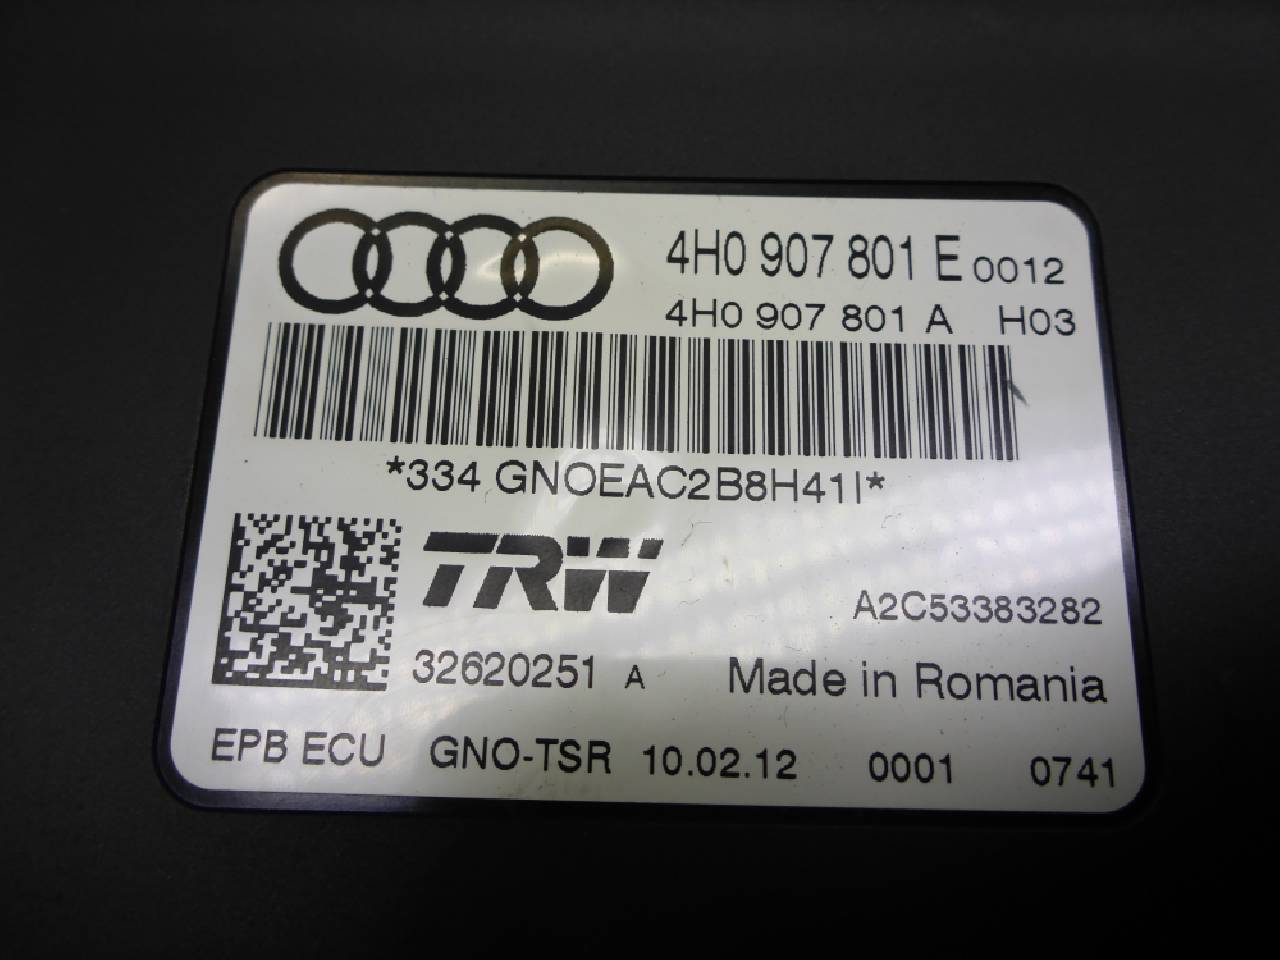 4H0 907 801 E 0012
4H0 907 801 A H03
*334 GNOEAC2B8H41I*
TRW
A2C53383282
32620251 A Made in Romania
EPB ECU GNO-TSR 10.02.12 0001 0741